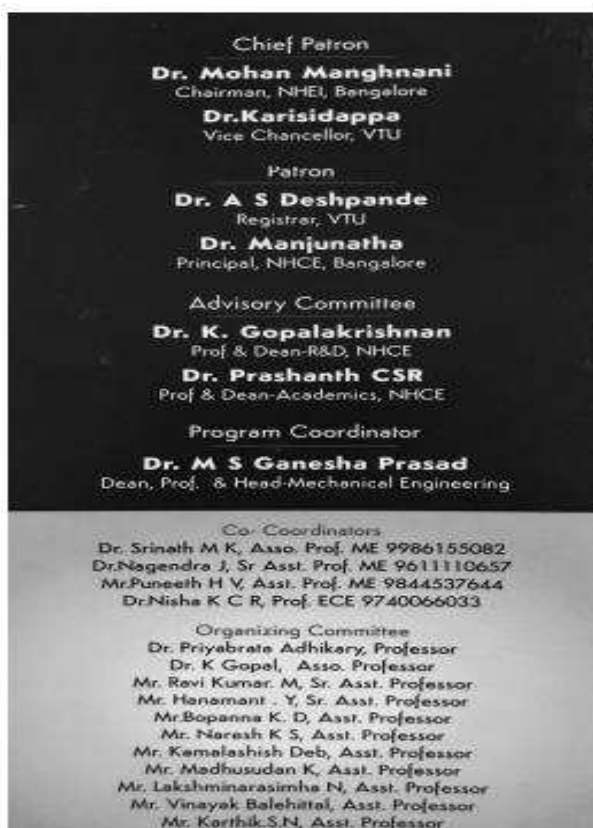 Chief Patron
Dr. Mohan Manghnani
Chairman, NHEI, Bangalore
Dr.Karisidappa
Vice Chancellor, VTU
Patron
Dr. A S Deshpande
Registrar, VTU
Dr. Manjunatha
Principal, NHCE, Bangalore
Advisory Committee
Dr. K. Gopalakrishnan
Prof & Dean-R&D, NHCE
Dr. Prashanth CSR
Prof & Dean-Academics, NHCE
Program Coordinator
Dr. M S Ganesha Prasad
Dean, Prof. & Head-Mechanical Engineering
Co- Coordinators
Dr. Srinath M K, Asso. Prof. ME 9986155082
Dr.Nagendra J, Sr Asst. Prof. ME 9611110657
Mr.Puneeth H V, Asst. Prof. ME 9844537644
Dr.Nisha K C R, Prof. ECE 9740066033
Organizing Committee
Dr. Priyabrata Adhikary, Professor
Dr. K Gopal, Asso. Professor
Mr. Ravi Kumar. M, Sr. Asst. Professor
Mr. Hanamant . Y, Sr. Asst. Professor
Mr.Bopanna K. D, Asst. Professor
Mr. Naresh K S, Asst. Professor
Mr. Kamalashish Deb, Asst. Professor
Mr. Madhusudan K, Asst. Professor
Mr. Lakshminarasimha N, Asst. Professor
Mr. Vinayak Balehittal, Asst. Professor
Mr. Karthik.S.N, Asst. Professor